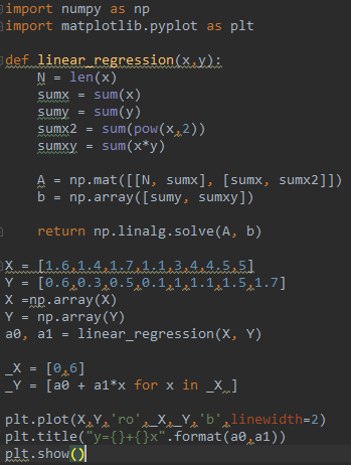 import numpy as np
import matplotlib.pyplot as plt
def linear_regression(x,y):
N = len(x)
sumx = sum(x)
sumy = sum(y)
sumx2 = sum(pow(x,2))
sumxy = sum(x*y)
A = np.mat([[N, sumx], [sumx, sumx2]])
b = np.array([sumy, sumxy])
return np.linalg.solve(A, b)
X = [1.6,1.4,1.7,1.1,3,4,4.5,5]
Y = [0.6,0.3,0.5,0.1,1,1.1,1.5,1.7]
X =np.array(X)
Y = np.array(Y)
a0, a1 = linear_regression(X, Y)
_X = [0,6]
_Y = [a0 + a1*x for x in _X ]
plt.plot(X,Y,'ro',_X,_Y,'b',linewidth=2)
plt.title("y={}+{}x".format(a0,a1))
plt.show()